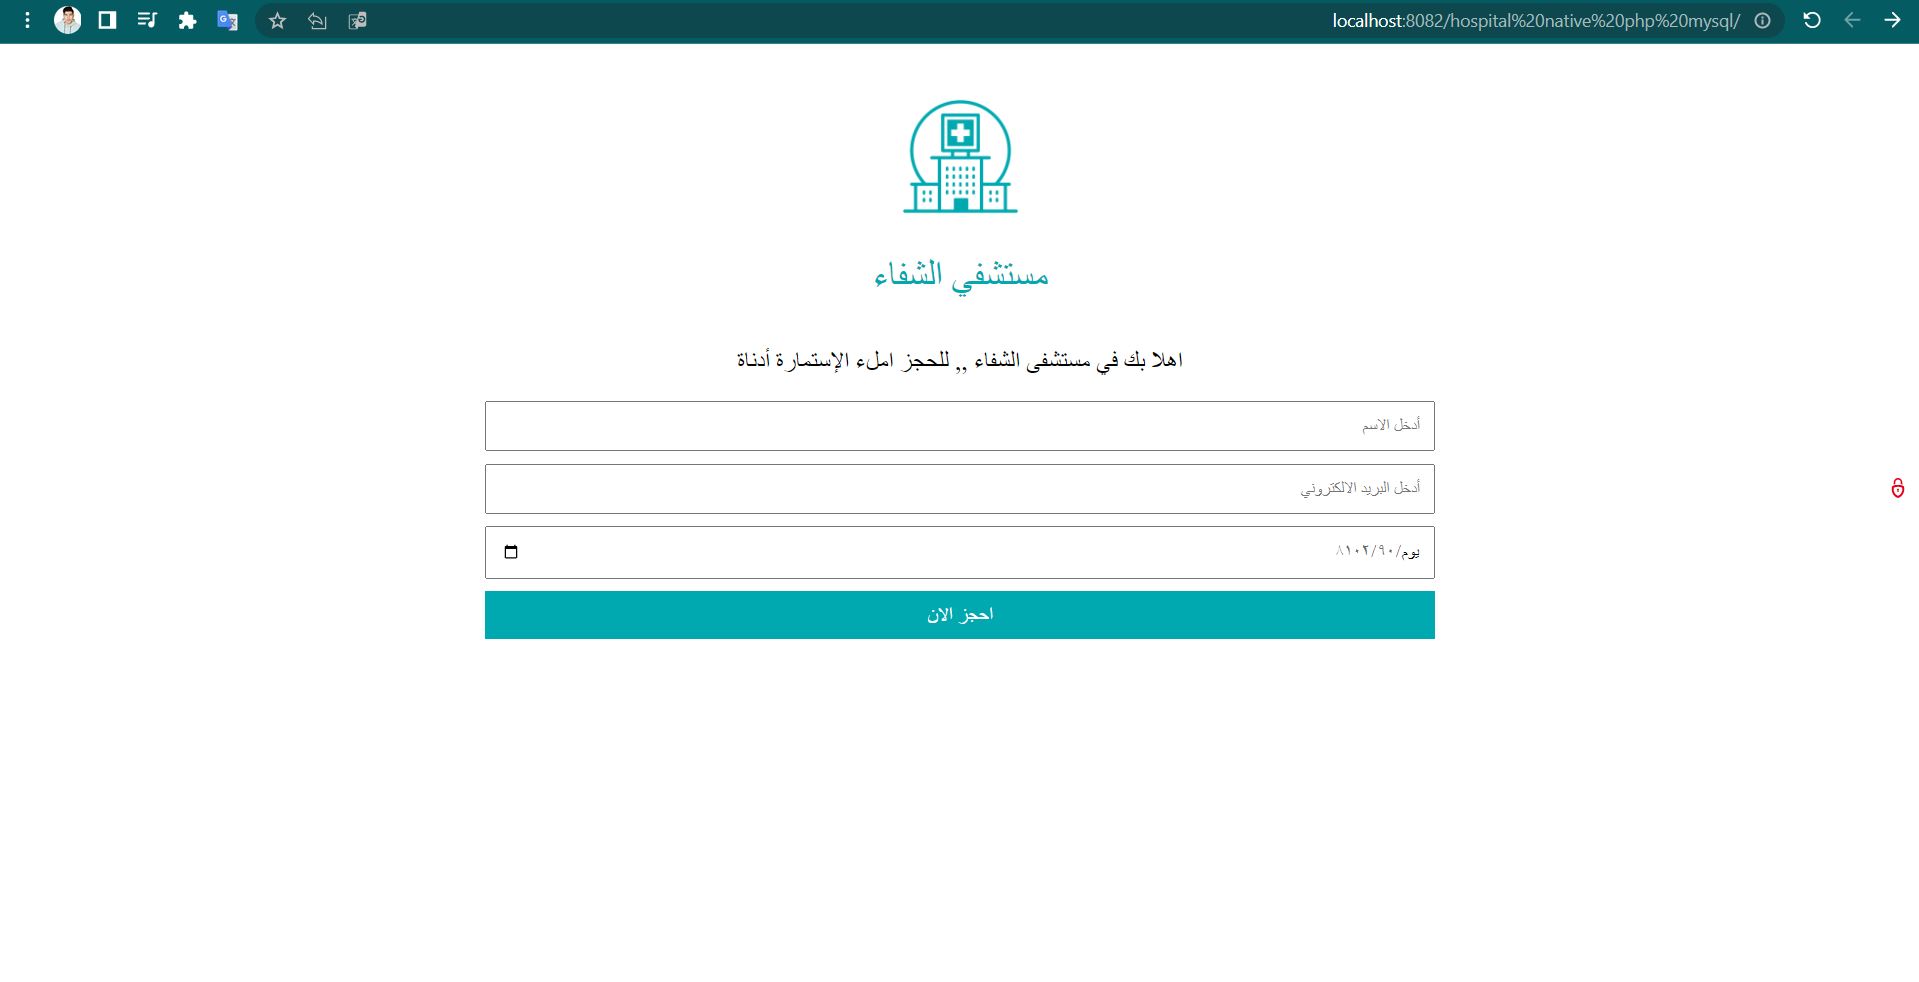 localhost:8082/hospital%20native%20php%20mysql/
مستشفي الشفاء
اهلا بك في مستشفى الشفاء ,, للحجز املء الإستمارة أدناة
أدخل الاسم
أدخل البريد الالكتروني
يوم/٩٠/٨١٠٢
احجز الان